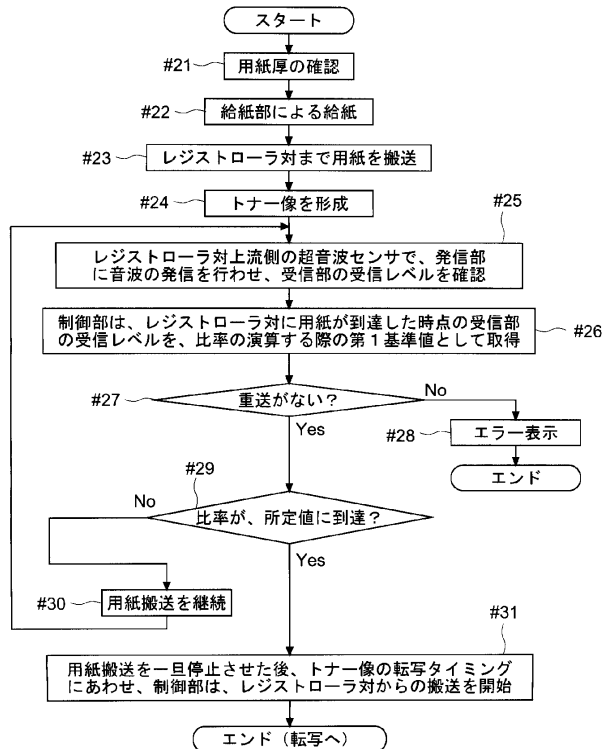 スタート
#21
用紙厚の確認
#22
給紙部による給紙
#23
レジストローラ対まで用紙を搬送
#24
トナー像を形成
#25
レジストローラ対上流側の超音波センサで、発信部
に音波の発信を行わせ、受信部の受信レベルを確認
制御部は、レジストローラ対に用紙が到達した時点の受信部
の受信レベルを、比率の演算する際の第1基準値として取得
#26
#27
重送がない?
No
Yes
#28
エラー表示
エンド
#29
No
比率が、所定値に到達?
Yes
#30
用紙搬送を継続
#31
用紙搬送を一旦停止させた後、トナー像の転写タイミング
にあわせ、制御部は、レジストローラ対からの搬送を開始
エンド(転写へ)